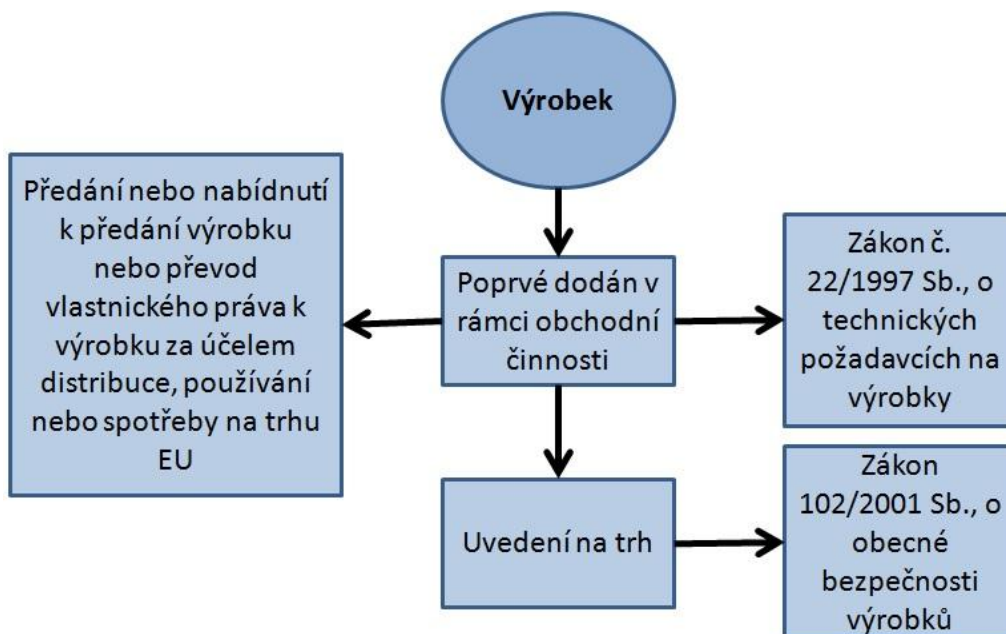 Výrobek
Předání nebo nabídnutí
k předání výrobku
nebo převod
vlastnického práva k
výrobku za účelem
distribuce, používání
nebo spotřeby na trhu
EU
Poprvé dodán v
rámci obchodní
činnosti
Zákon č.
22/1997 Sb., o
technických
požadavcích na
výrobky
Uvedení na trh
Zákon
102/2001 Sb., o
obecné
bezpečnosti
výrobků